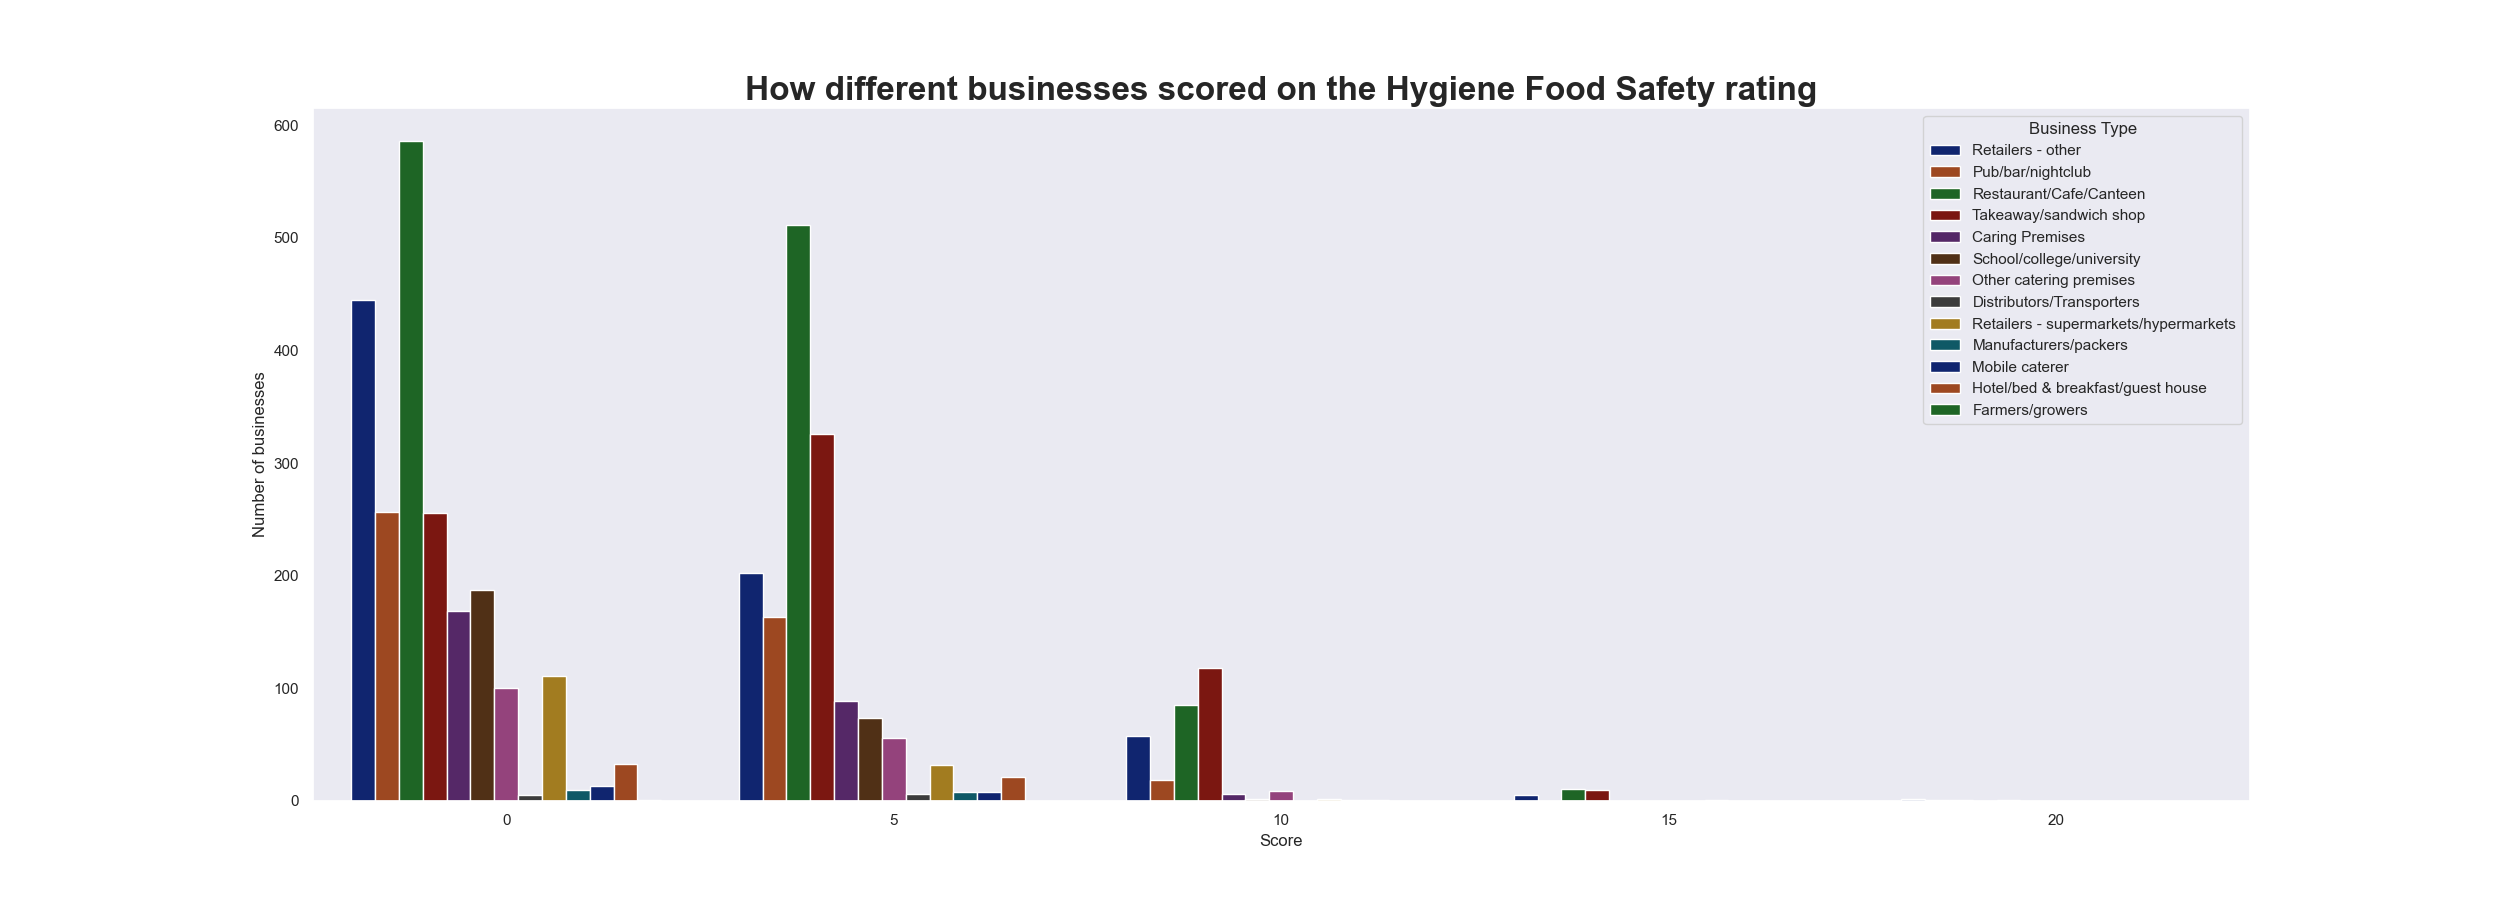 How different businesses scored on the Hygiene Food Safety rating
600
500
400
300
200
100
0
Number of businesses
0
5
10
15
20
Score
Business Type
Retailers - other
Pub/bar/nightclub
Restaurant/Cafe/Canteen
Takeaway/sandwich shop
Caring Premises
School/college/university
Other catering premises
Distributors/Transporters
Retailers - supermarkets/hypermarkets
Manufacturers/packers
Mobile caterer
Hotel/bed & breakfast/guest house
Farmers/growers